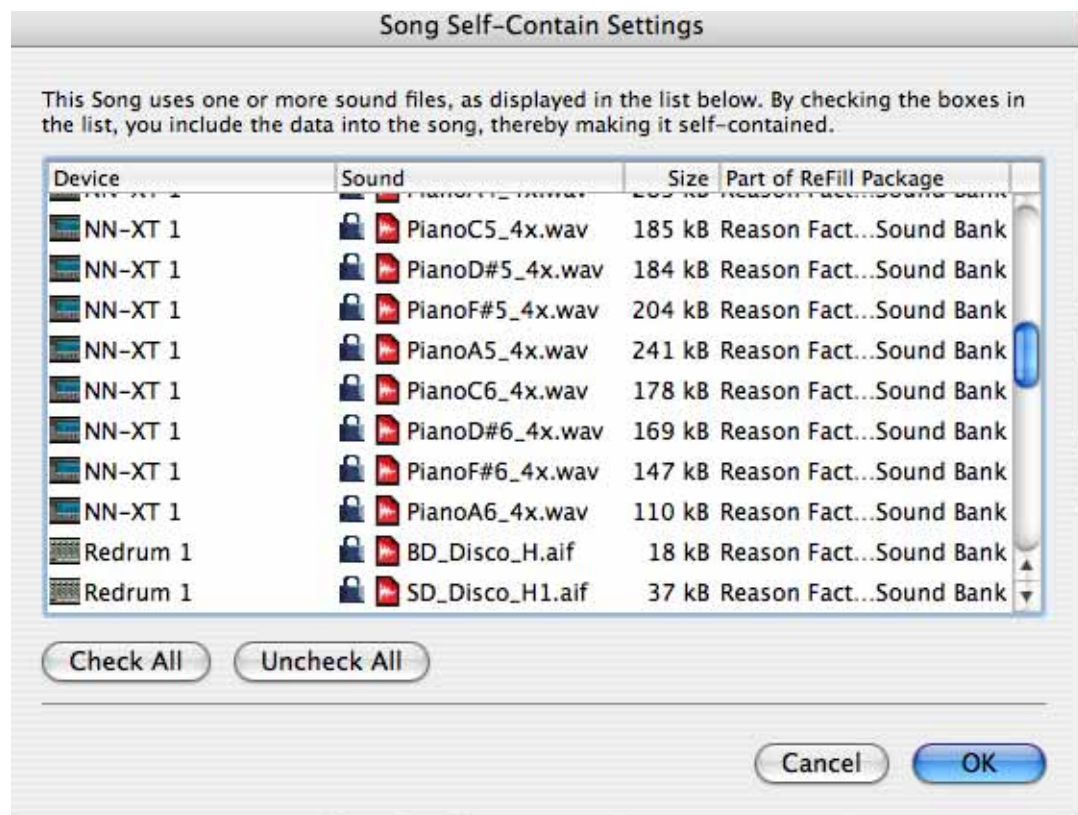 Song Self-Contain Settings
This Song uses one or more sound files, as displayed in the list below. By checking the boxes in
the list, you include the data into the song, thereby making it self-contained.
Device Sound Size Part of ReFill Package
NN-XT 1 PianoC5_4x.wav 185 kB Reason Fact...Sound Bank
NN-XT 1 PianoD#5_4x.wav 184 kB Reason Fact...Sound Bank
NN-XT 1 PianoF#5_4x.wav 204 kB Reason Fact...Sound Bank
NN-XT 1 PianoA5_4x.wav 241 kB Reason Fact...Sound Bank
NN-XT 1 PianoC6_4x.wav 178 kB Reason Fact...Sound Bank
NN-XT 1 PianoD#6_4x.wav 169 kB Reason Fact...Sound Bank
NN-XT 1 PianoF#6_4x.wav 147 kB Reason Fact...Sound Bank
NN-XT 1 PianoA6_4x.wav 110 kB Reason Fact...Sound Bank
Redrum 1 BD_Disco_H.aif 18 kB Reason Fact...Sound Bank
Redrum 1 SD_Disco_H1.aif 37 kB Reason Fact...Sound Bank
Check All Uncheck All
Cancel OK